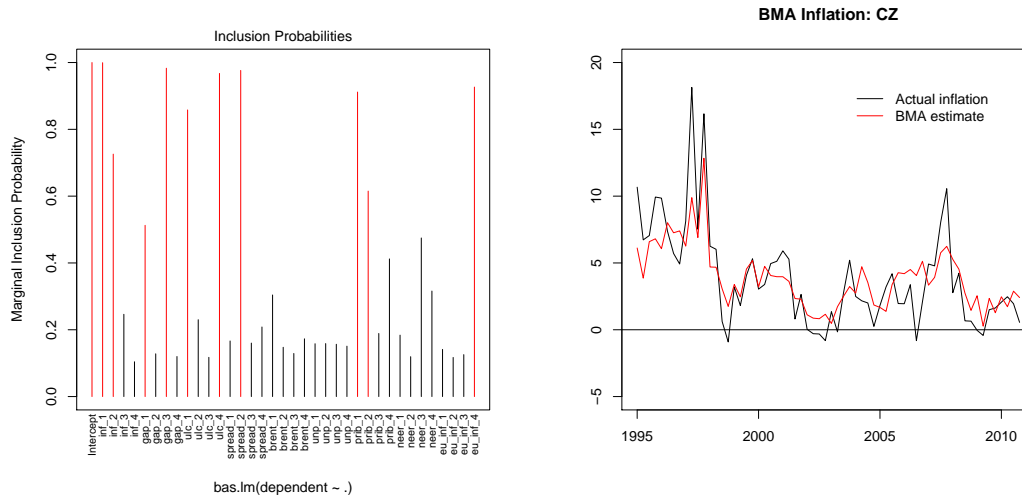 Inclusion Probabilities
Marginal Inclusion Probability
1.0
0.8
0.6
0.4
0.2
0.0
Intercept
inf_1
inf_2
inf_3
inf_4
gap_1
gap_2
gap_3
gap_4
ulc_1
ulc_2
ulc_3
ulc_4
spread_1
spread_2
spread_3
spread_4
brent_1
brent_2
brent_3
brent_4
unp_1
unp_2
unp_3
unp_4
prib_1
prib_2
prib_3
prib_4
neer_1
neer_2
neer_3
neer_4
eu_inf_1
eu_inf_2
eu_inf_3
eu_inf_4
bas.lm(dependent ~ .)
BMA Inflation: CZ
20
15
10
5
0
−5
Actual inflation
BMA estimate
1995
2000
2005
2010